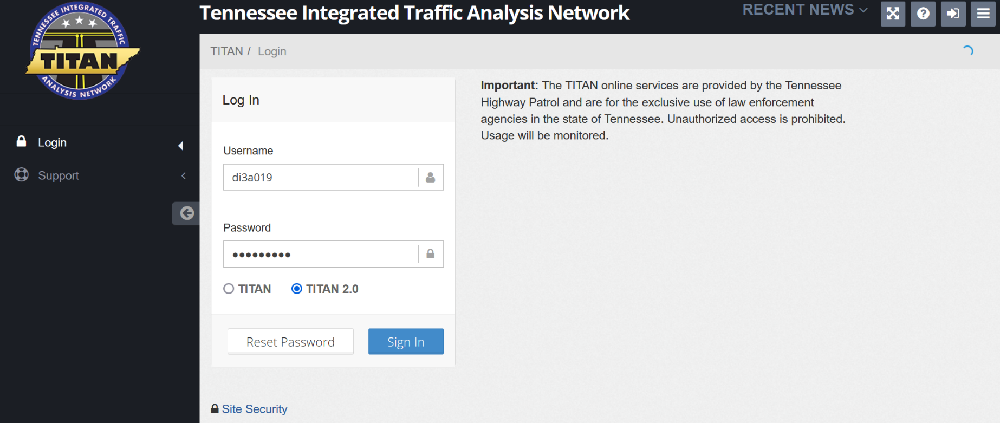 TENNESSEE INTEGRATED TRAFFIC
TITAN
ANALYSIS NETWORK
Tennessee Integrated Traffic Analysis Network
RECENT NEWS
Login
Support
TITAN / Login
Log In
Username
di3a019
Password
•••••••••
TITAN
TITAN 2.0
Reset Password
Sign In
Important: The TITAN online services are provided by the Tennessee
Highway Patrol and are for the exclusive use of law enforcement
agencies in the state of Tennessee. Unauthorized access is prohibited.
Usage will be monitored.
Site Security